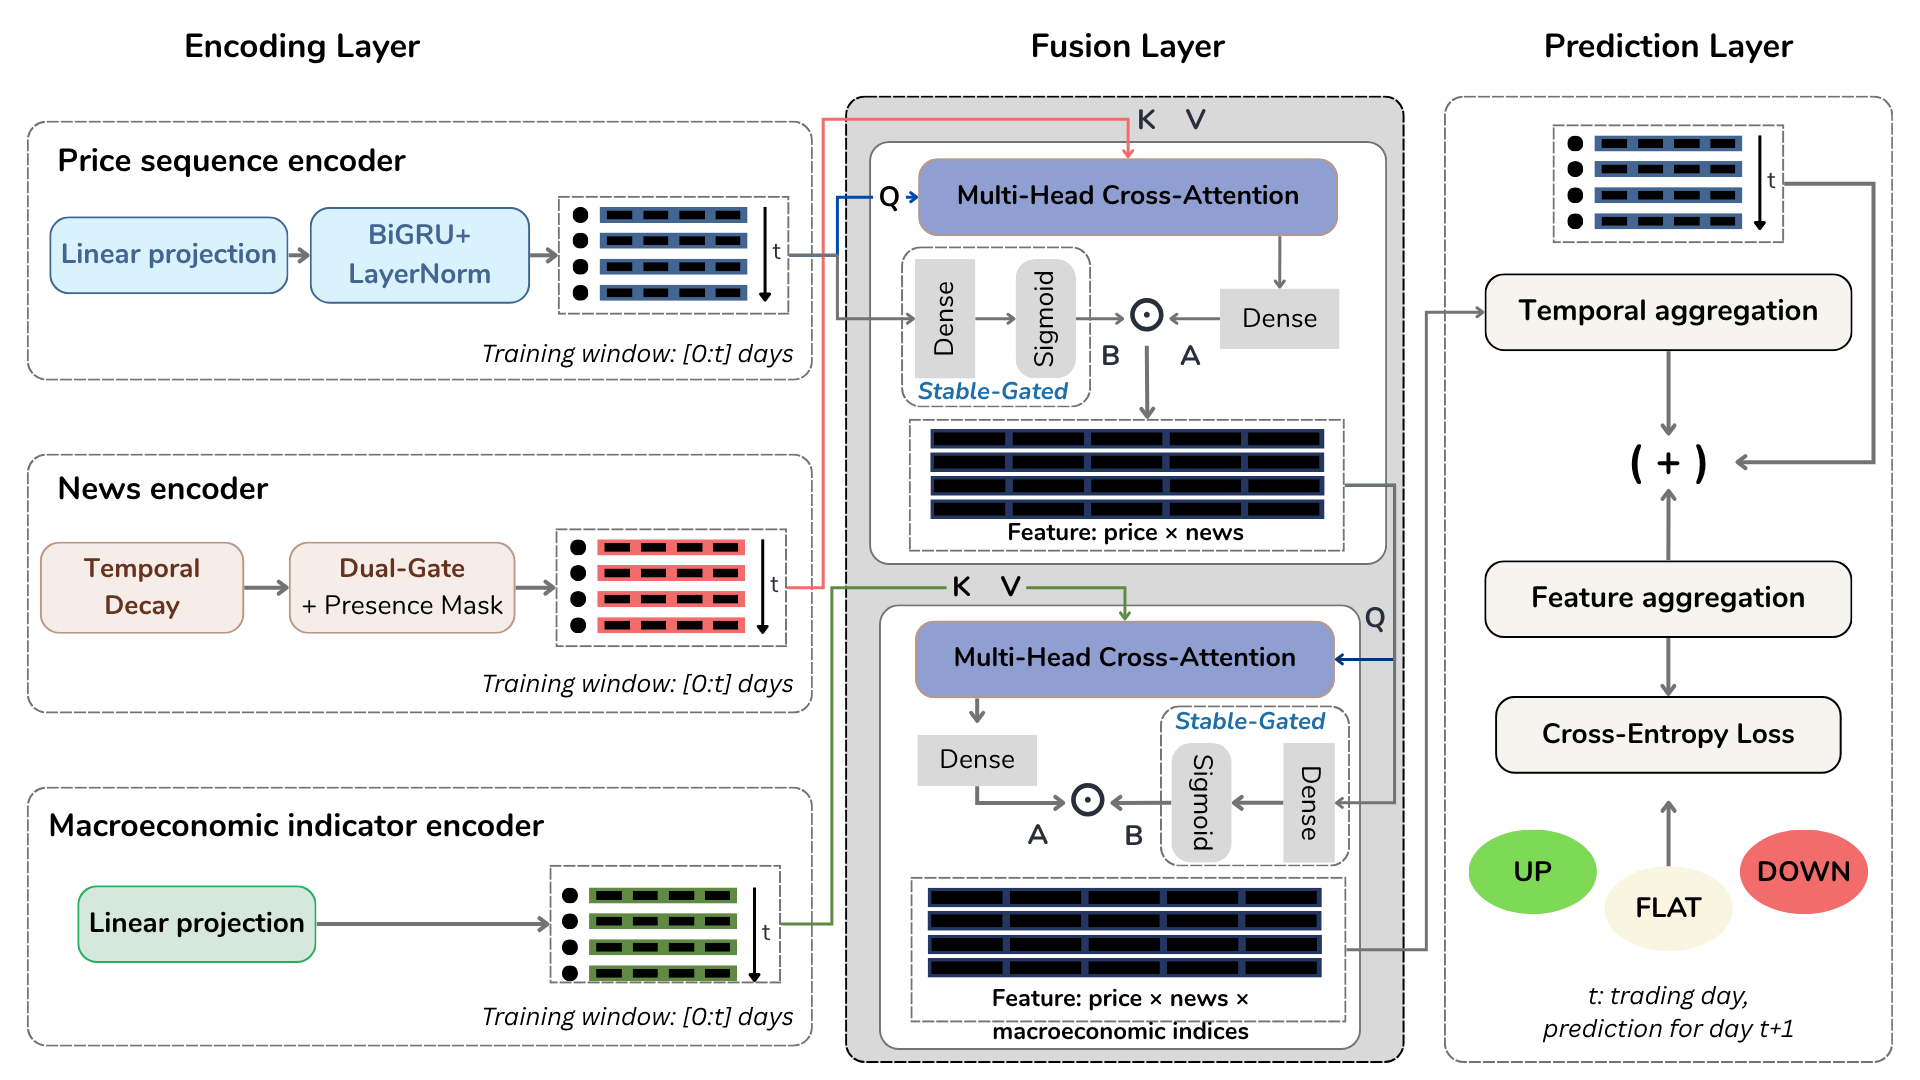 Encoding Layer
Fusion Layer
Prediction Layer
Price sequence encoder
Linear projection
BiGRU+
LayerNorm
t
Training window: [0:t] days
News encoder
Temporal
Decay
Dual-Gate
+ Presence Mask
t
Training window: [0:t] days
Macroeconomic indicator encoder
Linear projection
t
Training window: [0:t] days
K V
Q
Multi-Head Cross-Attention
Dense
Sigmoid
Dense
B A
Stable-Gated
Feature: price × news
K V
Q
Multi-Head Cross-Attention
Stable-Gated
Dense
Sigmoid
Dense
A B
Feature: price × news ×
macroeconomic indices
t
Temporal aggregation
( + )
Feature aggregation
Cross-Entropy Loss
UP
FLAT
DOWN
t: trading day,
prediction for day t+1